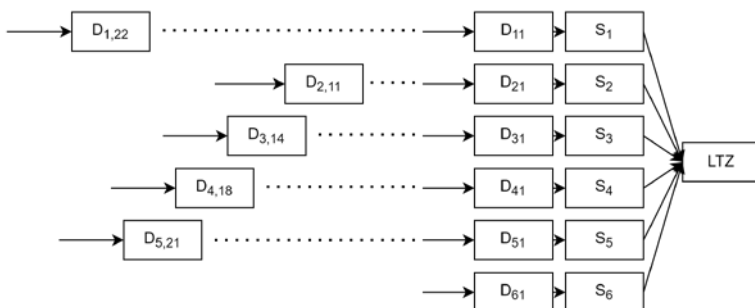 D1,22 D11 S1
D2,11 D21 S2
D3,14 D31 S3
LTZ
D4,18 D41 S4
D5,21 D51 S5
D61 S6